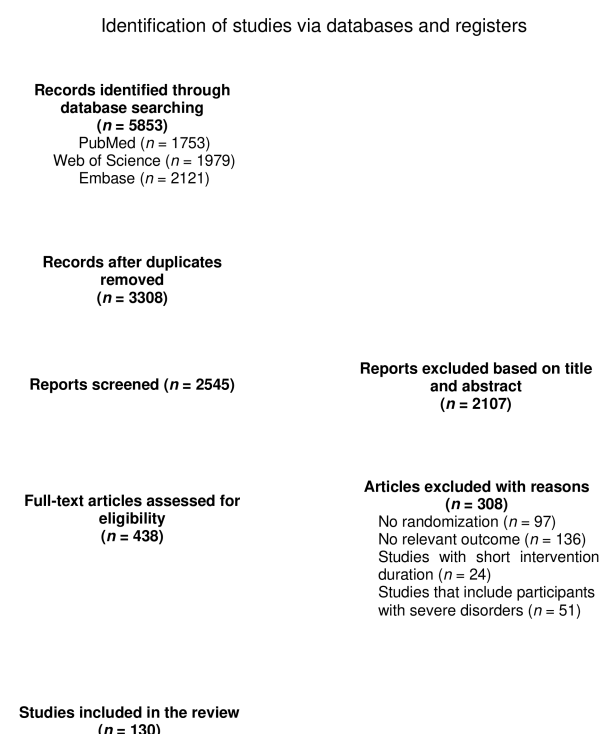 Identification of studies via databases and registers
Records identified through
database searching
(n = 5853)
PubMed (n = 1753)
Web of Science (n = 1979)
Embase (n = 2121)
Records after duplicates
removed
(n = 3308)
Reports screened (n = 2545)
Reports excluded based on title
and abstract
(n = 2107)
Full-text articles assessed for
eligibility
(n = 438)
Articles excluded with reasons
(n = 308)
No randomization (n = 97)
No relevant outcome (n = 136)
Studies with short intervention
duration (n = 24)
Studies that include participants
with severe disorders (n = 51)
Studies included in the review
(n = 130)